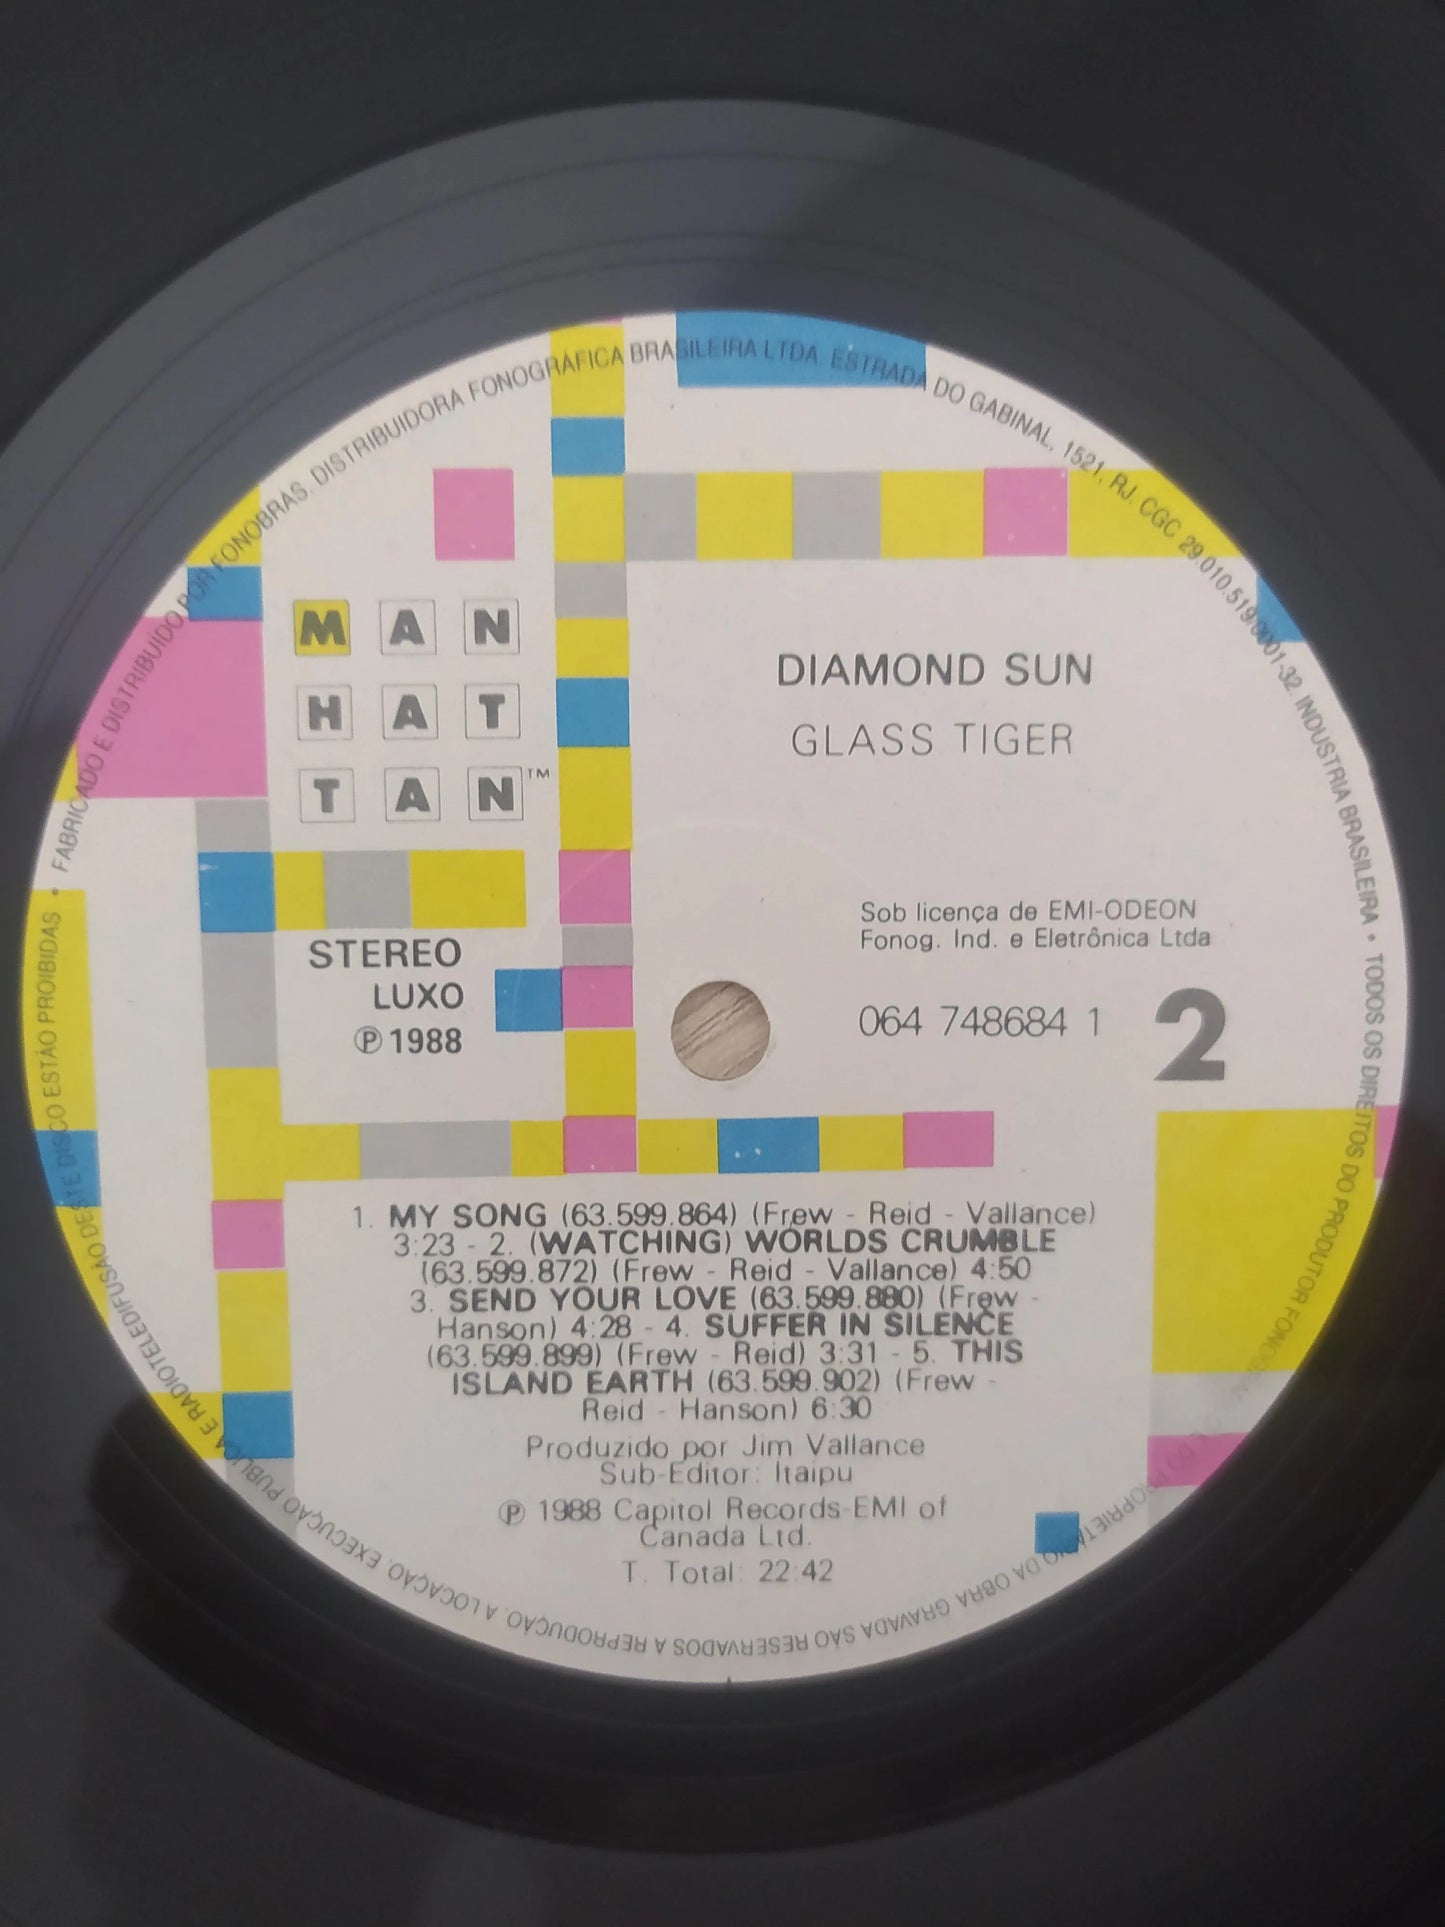 • FABRICADO E DISTRIBUIDO POR FONOBRÁS. DISTRIBUIDORA FONOGRÁFICA BRASILEIRA LTDA. ESTRADA DO GABINAL, 1521, RJ. CGC 29.010.519/0001-32. INDUSTRIA BRASILEIRA • TODOS OS DIREITOS DO PRODUTOR FONOGRÁFICO E DO PROPRIETÁRIO DA OBRA GRAVADA SÃO RESERVADOS A REPRODUÇÃO. A LOCAÇÃO. EXECUÇÃO PÚBLICA E RADIOTELEDIFUSÃO DESTE DISCO ESTÃO PROIBIDAS
M A N
H A T
T A N™
DIAMOND SUN
GLASS TIGER
Sob licença de EMI-ODEON
Fonog. Ind. e Eletrônica Ltda
STEREO
LUXO
℗ 1988
064 748684 1
2
1. MY SONG (63.599.864) (Frew - Reid - Vallance)
3:23 - 2. (WATCHING) WORLDS CRUMBLE
(63.599.872) (Frew - Reid - Vallance) 4:50
3. SEND YOUR LOVE (63.599.880) (Frew -
Hanson) 4:28 - 4. SUFFER IN SILENCE
(63.599.899) (Frew - Reid) 3:31 - 5. THIS
ISLAND EARTH (63.599.902) (Frew -
Reid - Hanson) 6:30
Produzido por Jim Vallance
Sub-Editor: Itaipu
℗ 1988 Capitol Records-EMI of
Canada Ltd.
T. Total: 22:42